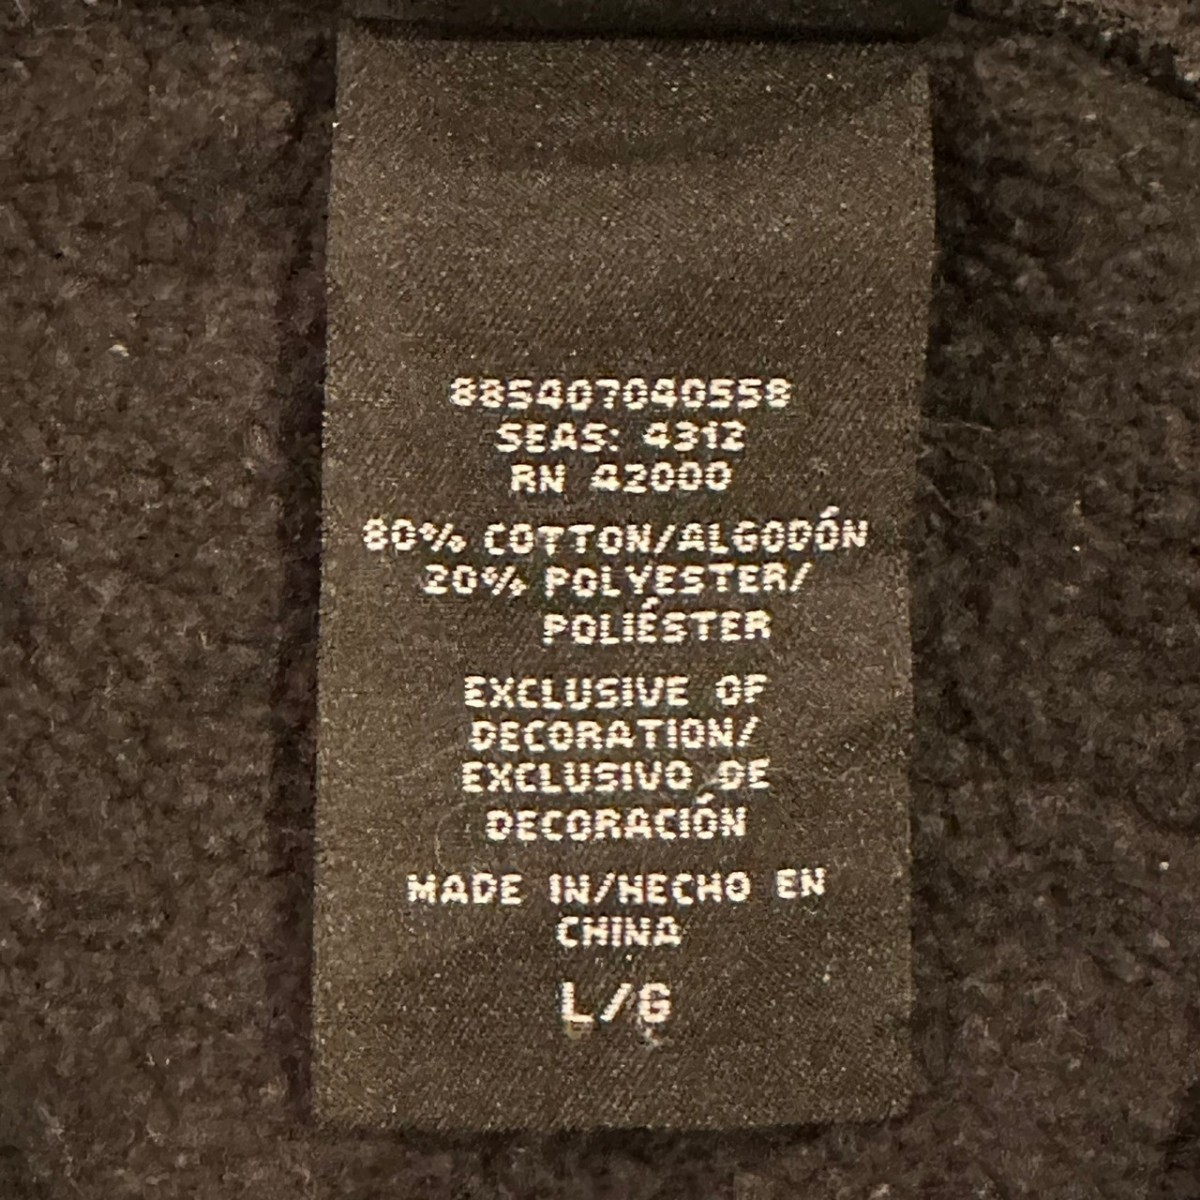 885407040558
SEAS: 4312
RN 42000
80% COTTON/ALGODÓN
20% POLYESTER/
POLIÉSTER
EXCLUSIVE OF
DECORATION/
EXCLUSIVO DE
DECORACIÓN
MADE IN/HECHO EN
CHINA
L/G